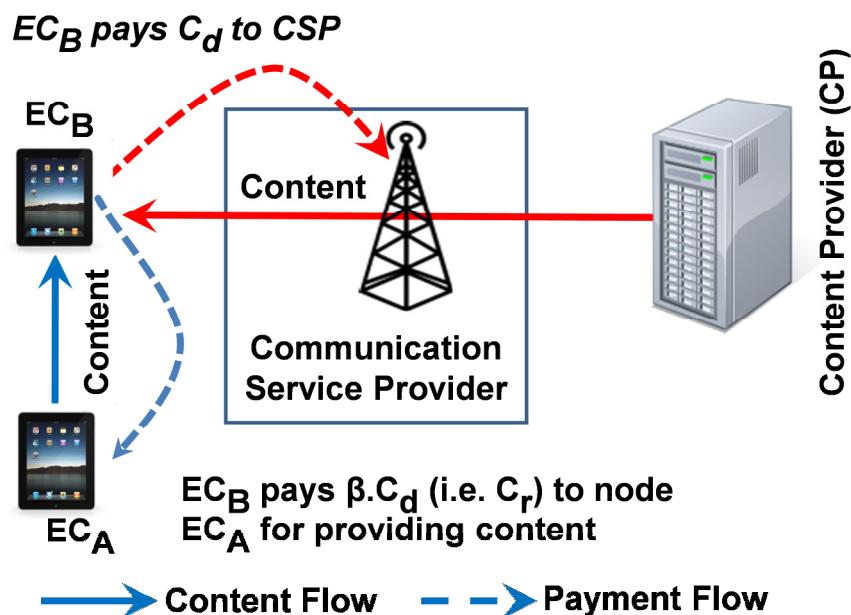 EC_B pays C_d to CSP
EC_B
Content
Content Provider (CP)
Content
Communication
Service Provider
EC_A
EC_B pays β.C_d (i.e. C_r) to node
EC_A for providing content
Content Flow
Payment Flow